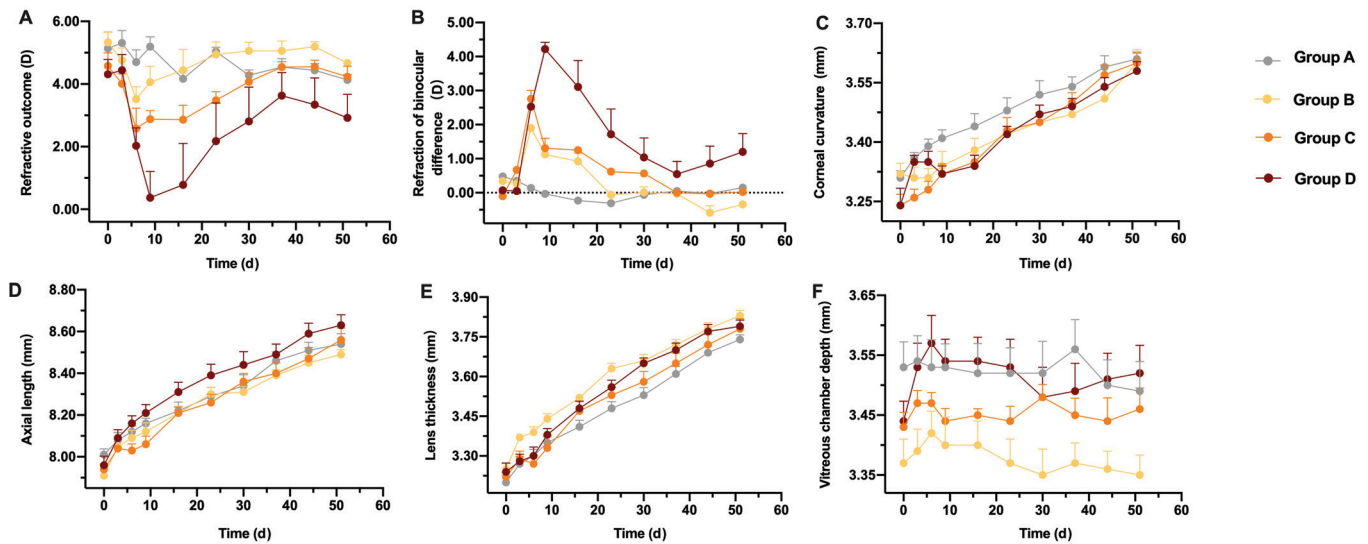 A
Refractive outcome (D)
6.00
4.00
2.00
0.00
0 10 20 30 40 50 60
Time (d)
B
Refraction of binocular
difference (D)
5.00
4.00
3.00
2.00
1.00
0.00
0 10 20 30 40 50 60
Time (d)
C
Corneal curvature (mm)
3.70
3.55
3.40
3.25
0 10 20 30 40 50 60
Time (d)
Group A
Group B
Group C
Group D
D
Axial length (mm)
8.80
8.60
8.40
8.20
8.00
0 10 20 30 40 50 60
Time (d)
E
Lens thickness (mm)
3.90
3.75
3.60
3.45
3.30
0 10 20 30 40 50 60
Time (d)
F
Vitreous chamber depth (mm)
3.65
3.55
3.45
3.35
0 10 20 30 40 50 60
Time (d)